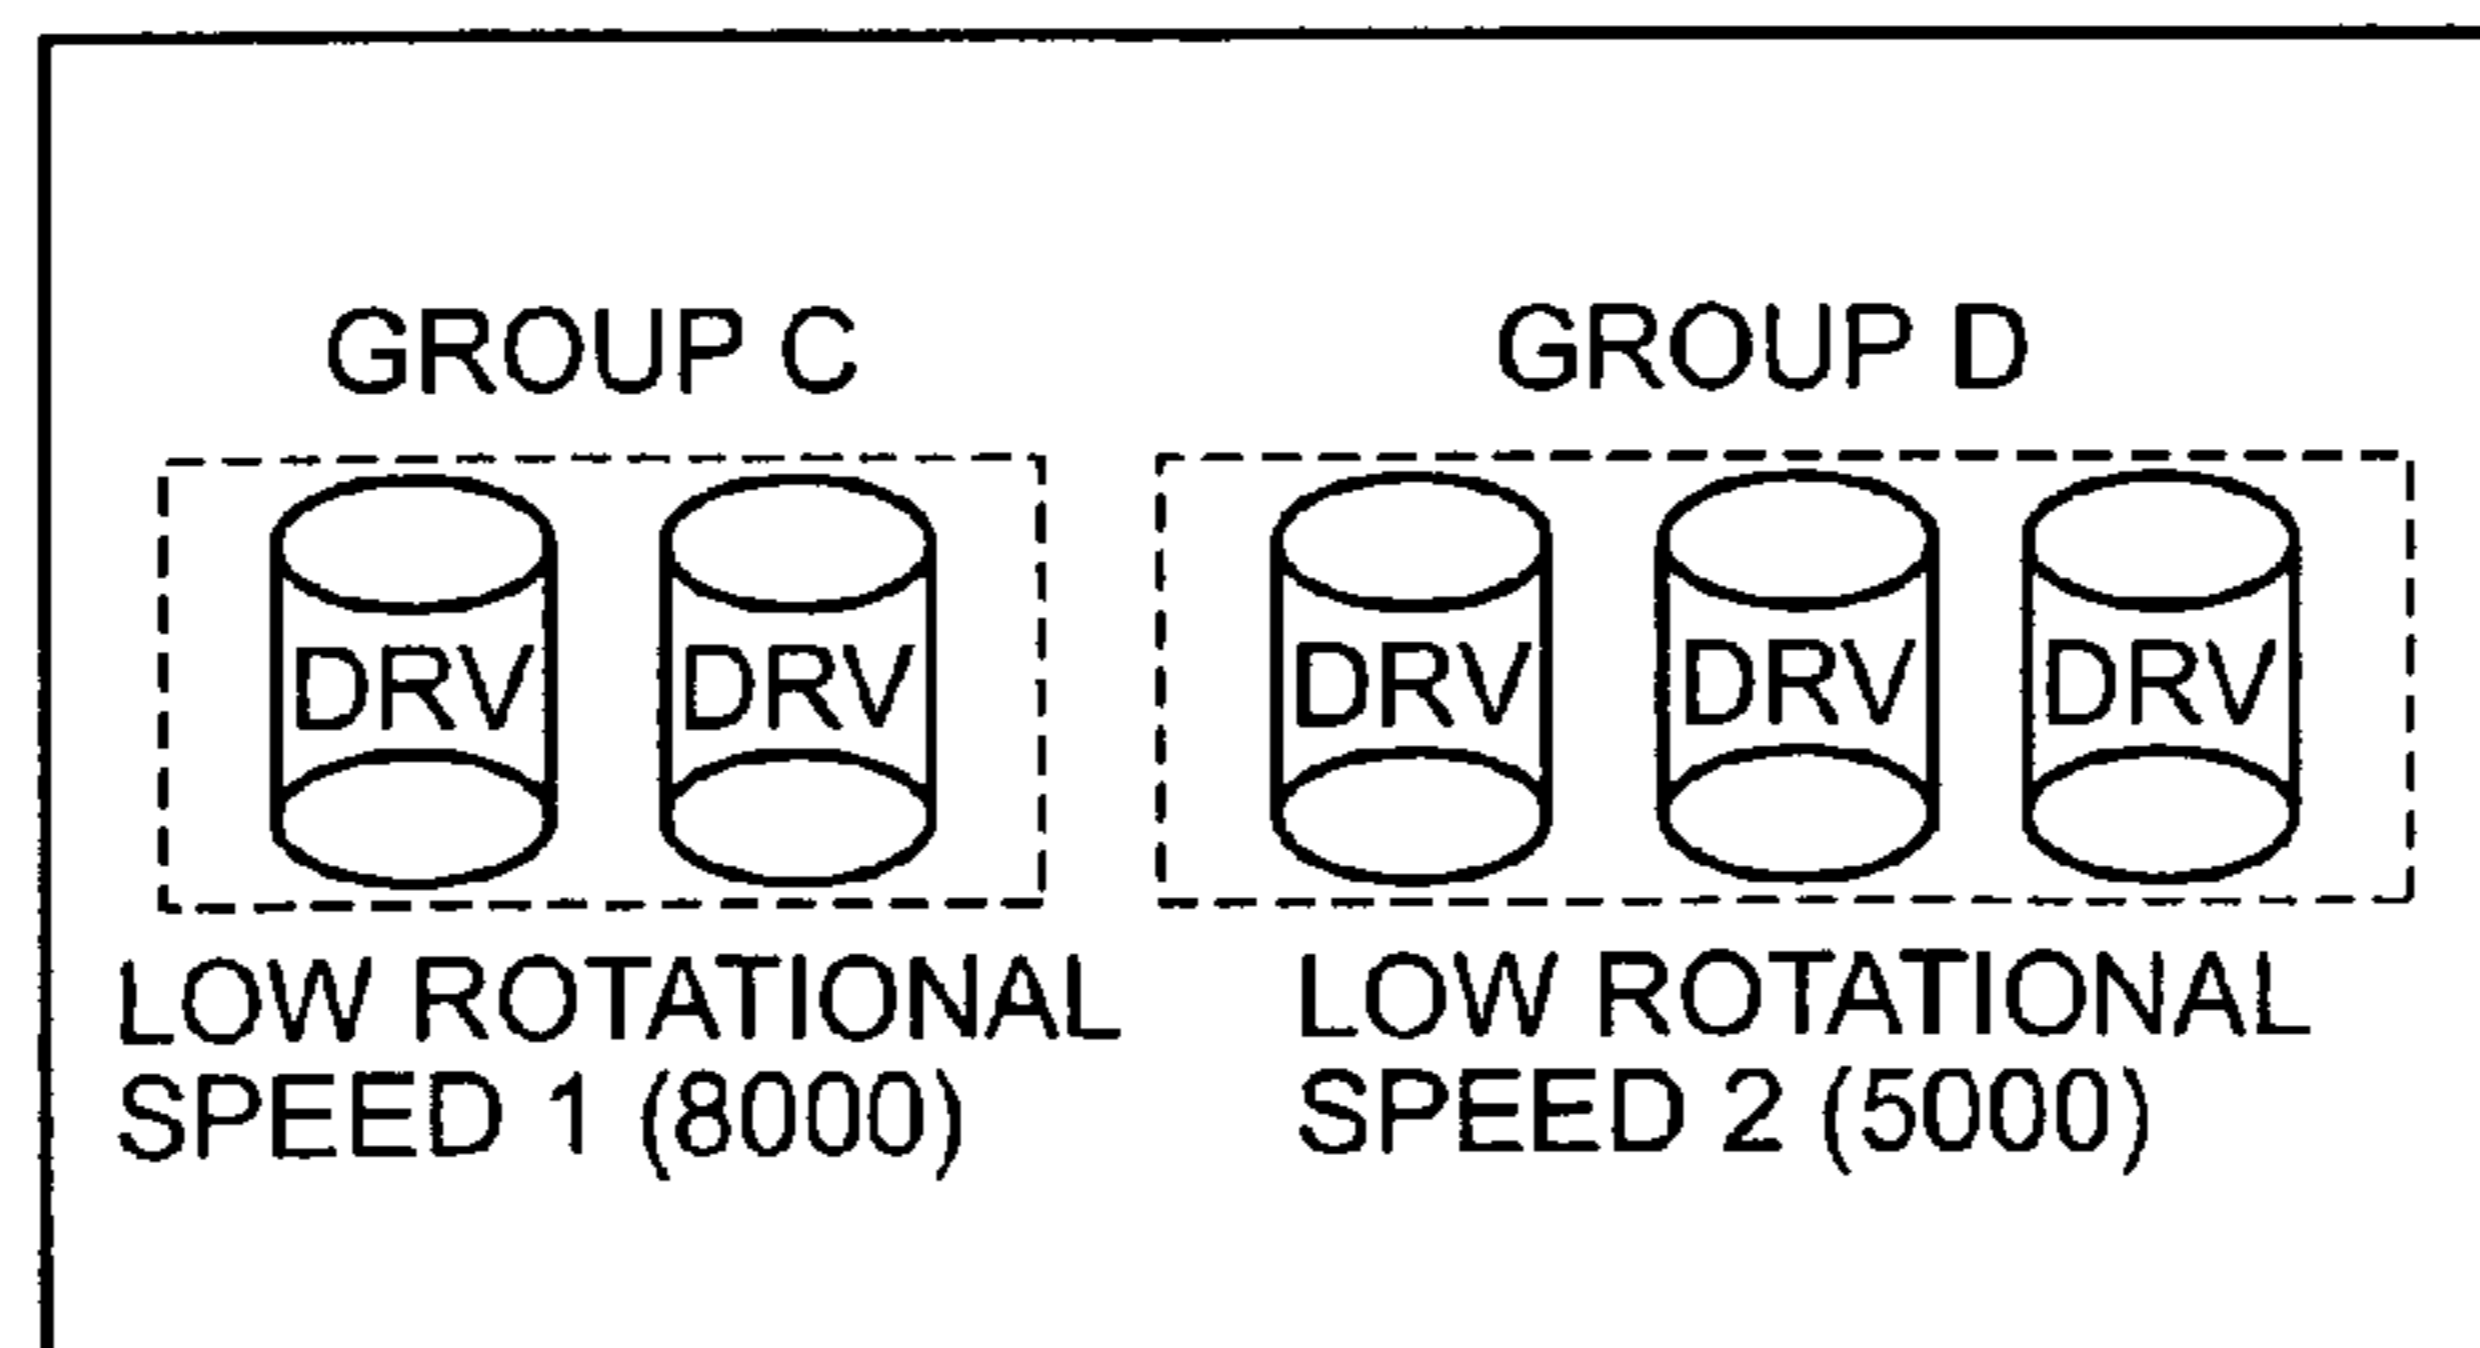 GROUP C
DRV DRV
LOW ROTATIONAL
SPEED 1 (8000)
GROUP D
DRV DRV DRV
LOW ROTATIONAL
SPEED 2 (5000)